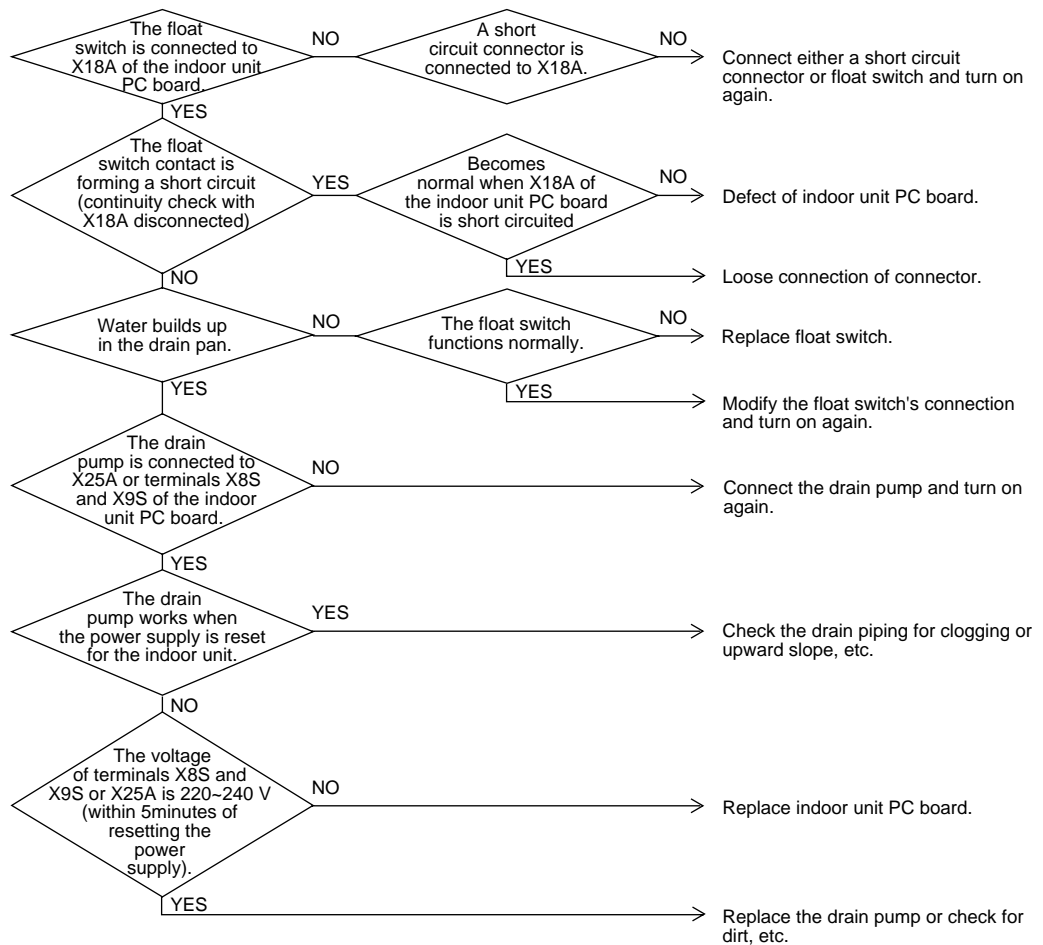 The float
switch is connected to
X18A of the indoor unit
PC board.
NO
A short
circuit connector is
connected to X18A.
NO
Connect either a short circuit
connector or float switch and turn on
again.
YES
The float
switch contact is
forming a short circuit
(continuity check with
X18A disconnected)
YES
Becomes
normal when X18A of
the indoor unit PC board
is short circuited
NO
Defect of indoor unit PC board.
YES
Loose connection of connector.
NO
Water builds up
in the drain pan.
NO
The float switch
functions normally.
NO
Replace float switch.
YES
Modify the float switch's connection
and turn on again.
YES
The drain
pump is connected to
X25A or terminals X8S
and X9S of the indoor
unit PC board.
NO
Connect the drain pump and turn on
again.
YES
The drain
pump works when
the power supply is reset
for the indoor unit.
YES
Check the drain piping for clogging or
upward slope, etc.
NO
The voltage
of terminals X8S and
X9S or X25A is 220~240 V
(within 5minutes of
resetting the
power
supply).
NO
Replace indoor unit PC board.
YES
Replace the drain pump or check for
dirt, etc.